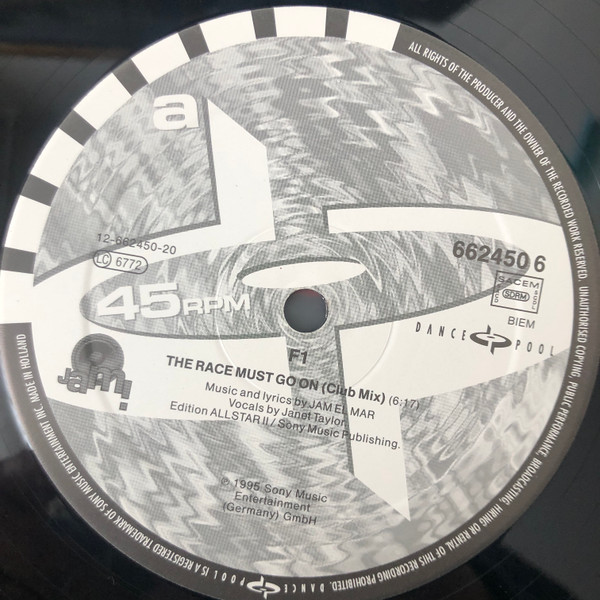 a
12-662450-20
LC 6772
45RPM
662450 6
SACEM
SDRM
BIEM
DANCE POOL
Jam!
F1
THE RACE MUST GO ON (Club Mix) (6:17)
Music and lyrics by JAM EL MAR
Vocals by Janet Taylor
Edition ALLSTAR II / Sony Music Publishing.
℗ 1995 Sony Music
Entertainment
(Germany) GmbH
ALL RIGHTS OF THE PRODUCER AND THE OWNER OF THE RECORDED WORK RESERVED. UNAUTHORISED COPYING, PUBLIC PERFORMANCE, BROADCASTING, HIRING OR RENTAL OF THIS RECORDING PROHIBITED. DANCE POOL IS A REGISTERED TRADEMARK OF SONY MUSIC ENTERTAINMENT INC. MADE IN HOLLAND